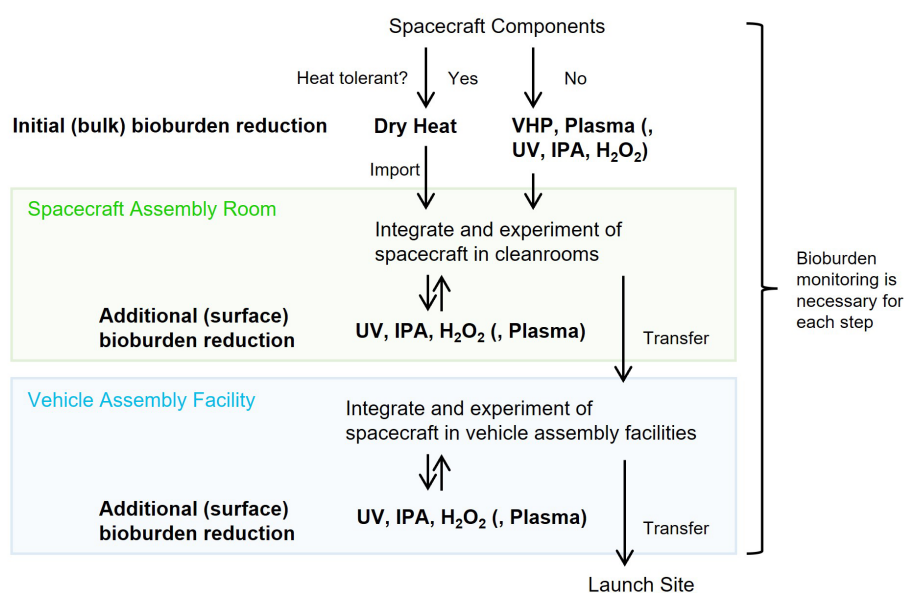 Spacecraft Components
Heat tolerant?
Yes
No
Initial (bulk) bioburden reduction
Dry Heat
VHP, Plasma (,
UV, IPA, H₂O₂)
Import
Spacecraft Assembly Room
Integrate and experiment of
spacecraft in cleanrooms
Additional (surface)
bioburden reduction
UV, IPA, H₂O₂ (, Plasma)
Transfer
Vehicle Assembly Facility
Integrate and experiment of
spacecraft in vehicle assembly facilities
Additional (surface)
bioburden reduction
UV, IPA, H₂O₂ (, Plasma)
Transfer
Launch Site
Bioburden
monitoring is
necessary for
each step